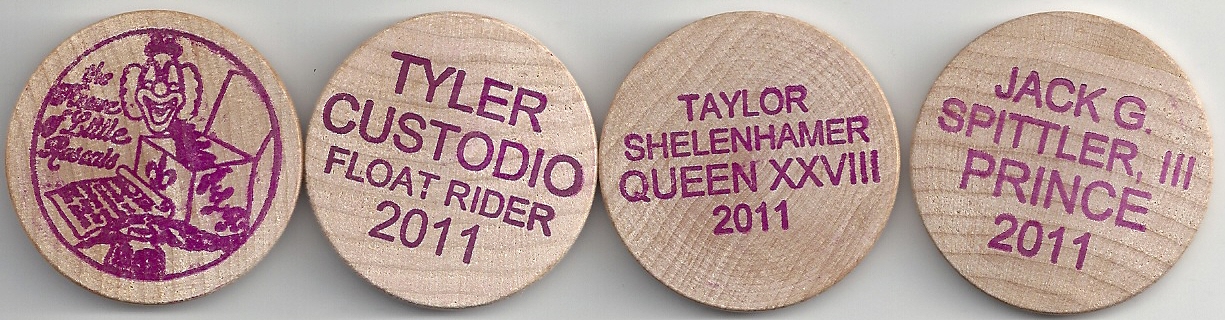 the
Krewe
of Little
Rascals
TYLER
CUSTODIO
FLOAT RIDER
2011
TAYLOR
SHELENHAMER
QUEEN XXVIII
2011
JACK G.
SPITTLER, III
PRINCE
2011